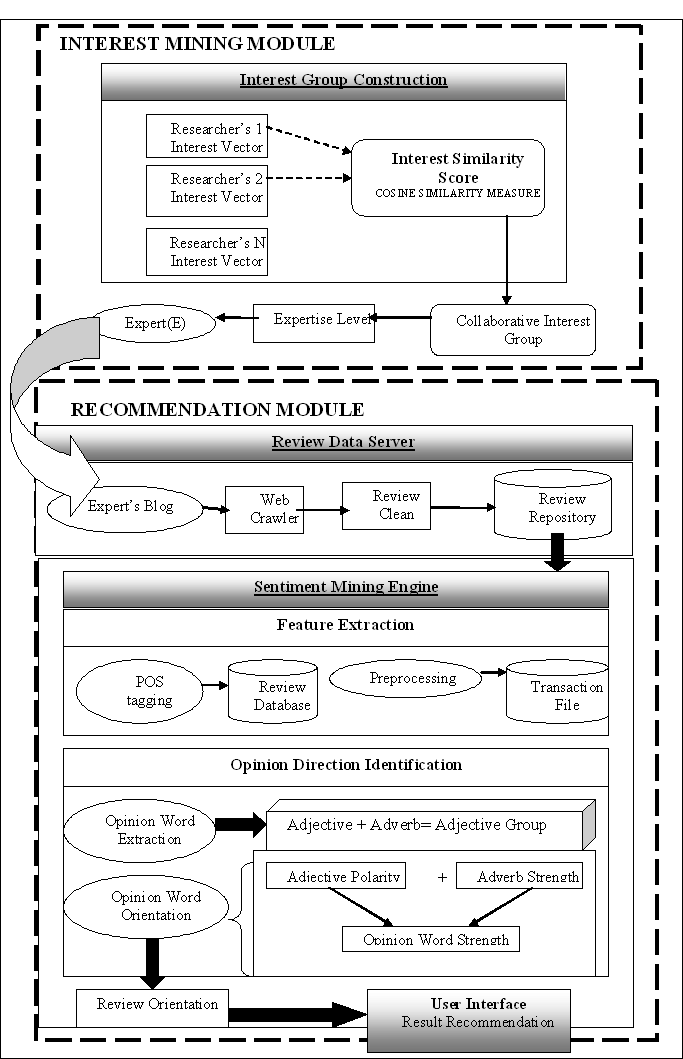 INTEREST MINING MODULE
Interest Group Construction
Researcher's 1
Interest Vector
Researcher's 2
Interest Vector
Researcher's N
Interest Vector
Interest Similarity
Score
COSINE SIMILARITY MEASURE
Expert(E)
Expertise Level
Collaborative Interest
Group
RECOMMENDATION MODULE
Review Data Server
Expert's Blog
Web
Crawler
Review
Clean
Review
Repository
Sentiment Mining Engine
Feature Extraction
POS
tagging
Review
Database
Preprocessing
Transaction
File
Opinion Direction Identification
Opinion Word
Extraction
Adjective + Adverb= Adjective Group
Opinion Word
Orientation
Adjective Polarity
+
Adverb Strength
Opinion Word Strength
Review Orientation
User Interface
Result Recommendation